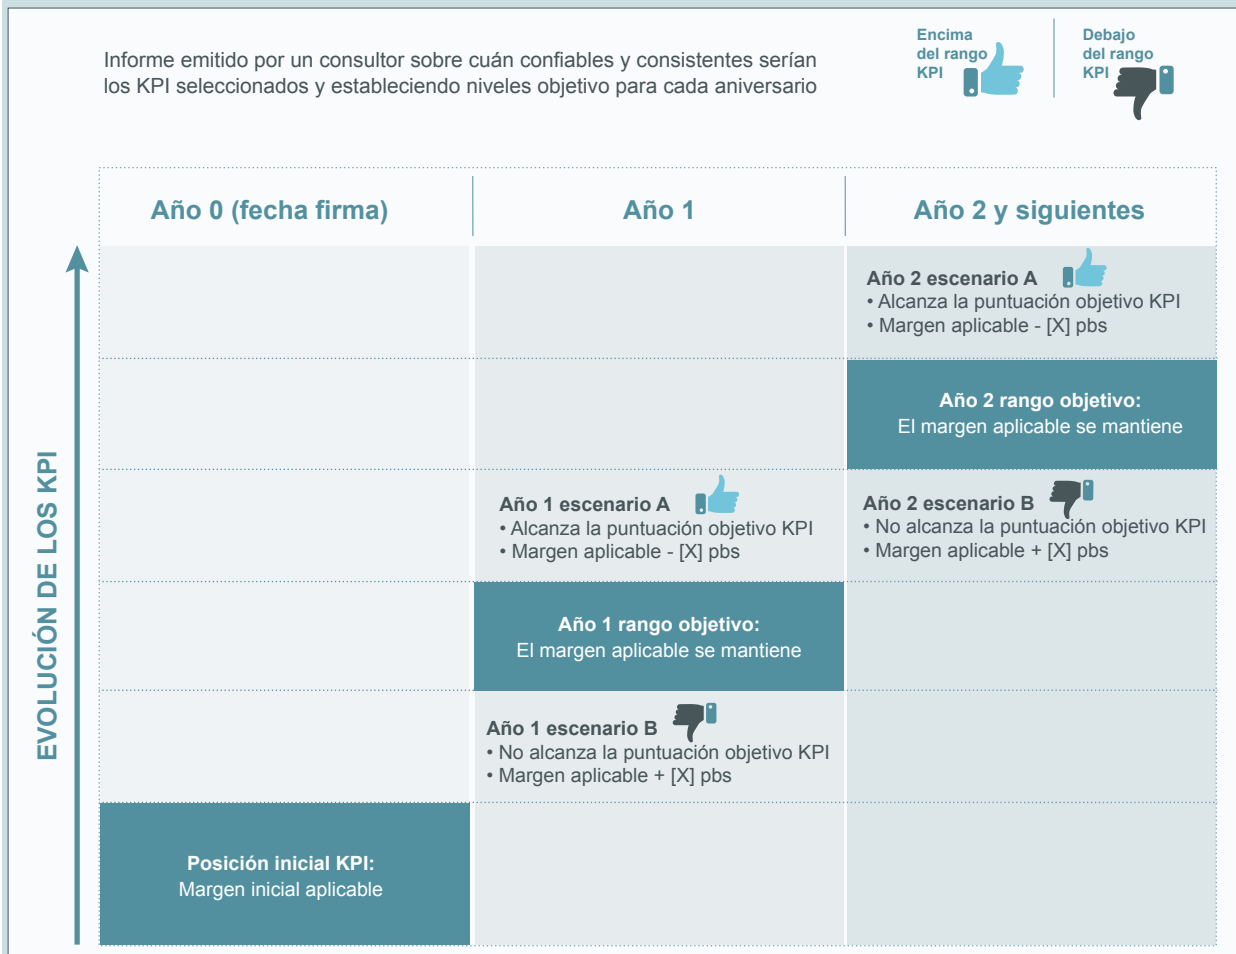 Informe emitido por un consultor sobre cuán confiables y consistentes serían
los KPI seleccionados y estableciendo niveles objetivo para cada aniversario
Encima
del rango
KPI
Debajo
del rango
KPI
Año 0 (fecha firma)
Año 1
Año 2 y siguientes
EVOLUCIÓN DE LOS KPI
Año 2 escenario A
• Alcanza la puntuación objetivo KPI
• Margen aplicable - [X] pbs
Año 2 rango objetivo:
El margen aplicable se mantiene
Año 1 escenario A
• Alcanza la puntuación objetivo KPI
• Margen aplicable - [X] pbs
Año 2 escenario B
• No alcanza la puntuación objetivo KPI
• Margen aplicable + [X] pbs
Año 1 rango objetivo:
El margen aplicable se mantiene
Año 1 escenario B
• No alcanza la puntuación objetivo KPI
• Margen aplicable + [X] pbs
Posición inicial KPI:
Margen inicial aplicable